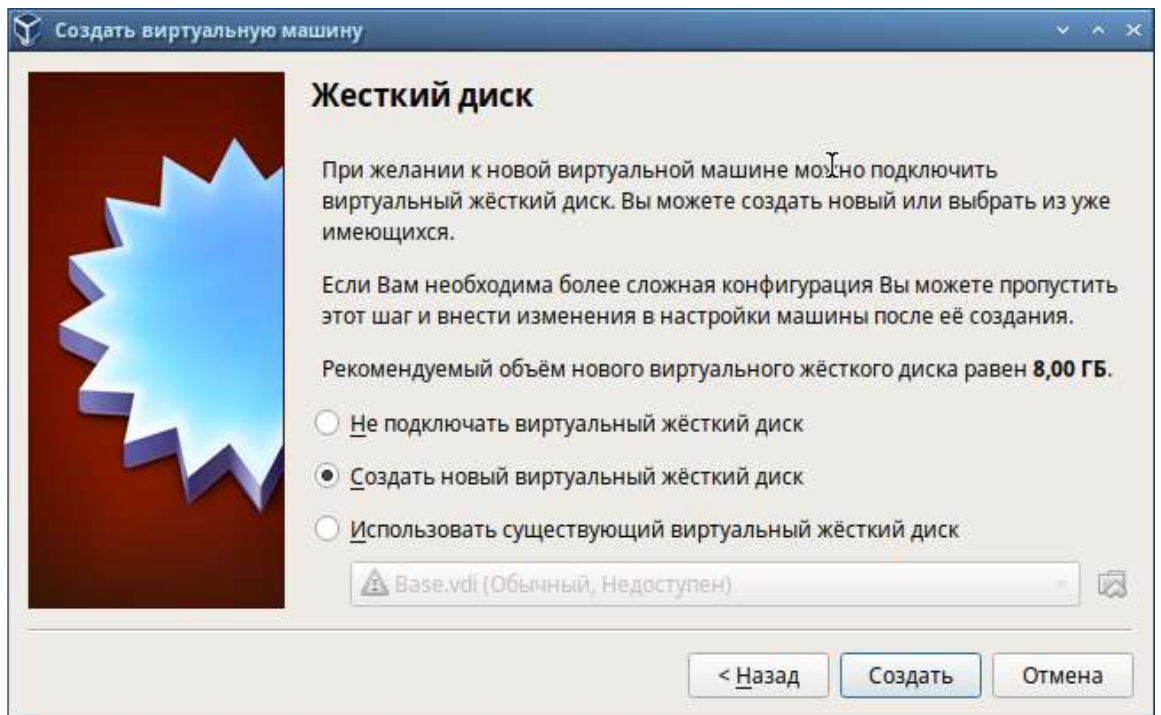 Создать виртуальную машину
Жесткий диск
При желании к новой виртуальной машине можно подключить
виртуальный жёсткий диск. Вы можете создать новый или выбрать из уже
имеющихся.
Если Вам необходима более сложная конфигурация Вы можете пропустить
этот шаг и внести изменения в настройки машины после её создания.
Рекомендуемый объём нового виртуального жёсткого диска равен 8,00 ГБ.
Не подключать виртуальный жёсткий диск
Создать новый виртуальный жёсткий диск
Использовать существующий виртуальный жёсткий диск
Base.vdi (Обычный, Недоступен)
< Назад
Создать
Отмена